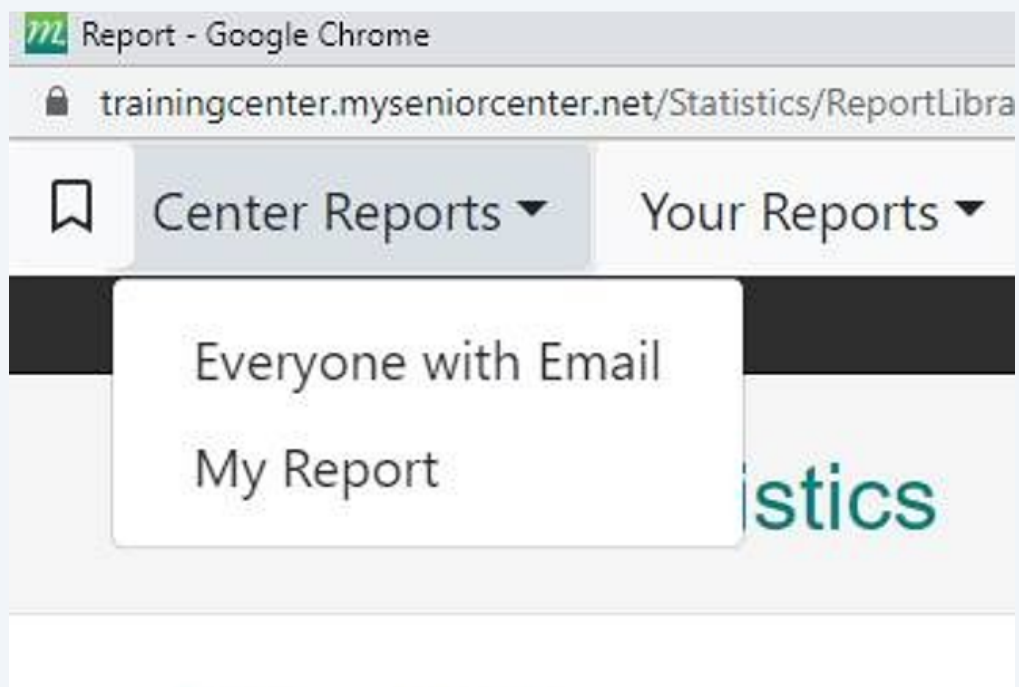 m Report - Google Chrome
trainingcenter.myseniorcenter.net/Statistics/ReportLibra
Center Reports Your Reports
Everyone with Email
My Report
istics